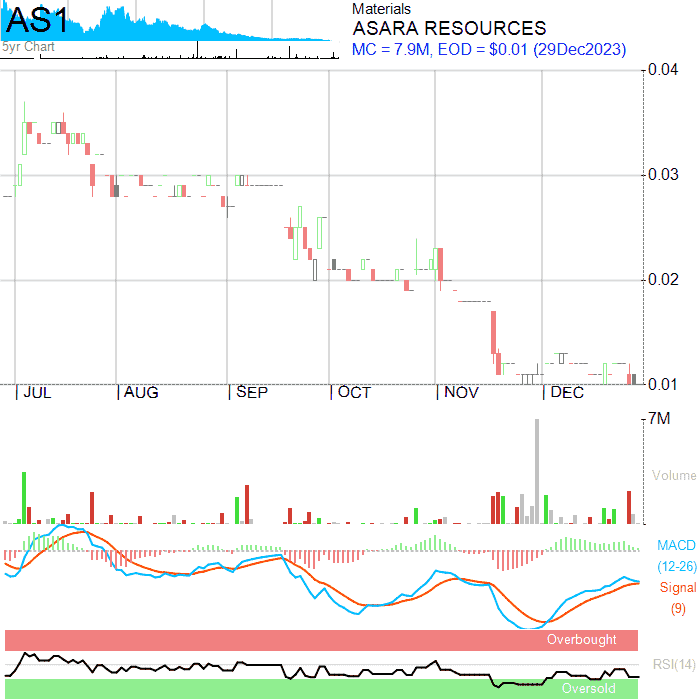 AS1
5yr Chart
Materials
ASARA RESOURCES
MC = 7.9M, EOD = $0.01 (29Dec2023)
0.04
0.03
0.02
0.01
JUL AUG SEP OCT NOV DEC
7M
Volume
MACD
(12-26)
Signal
(9)
Overbought
RSI(14)
Oversold